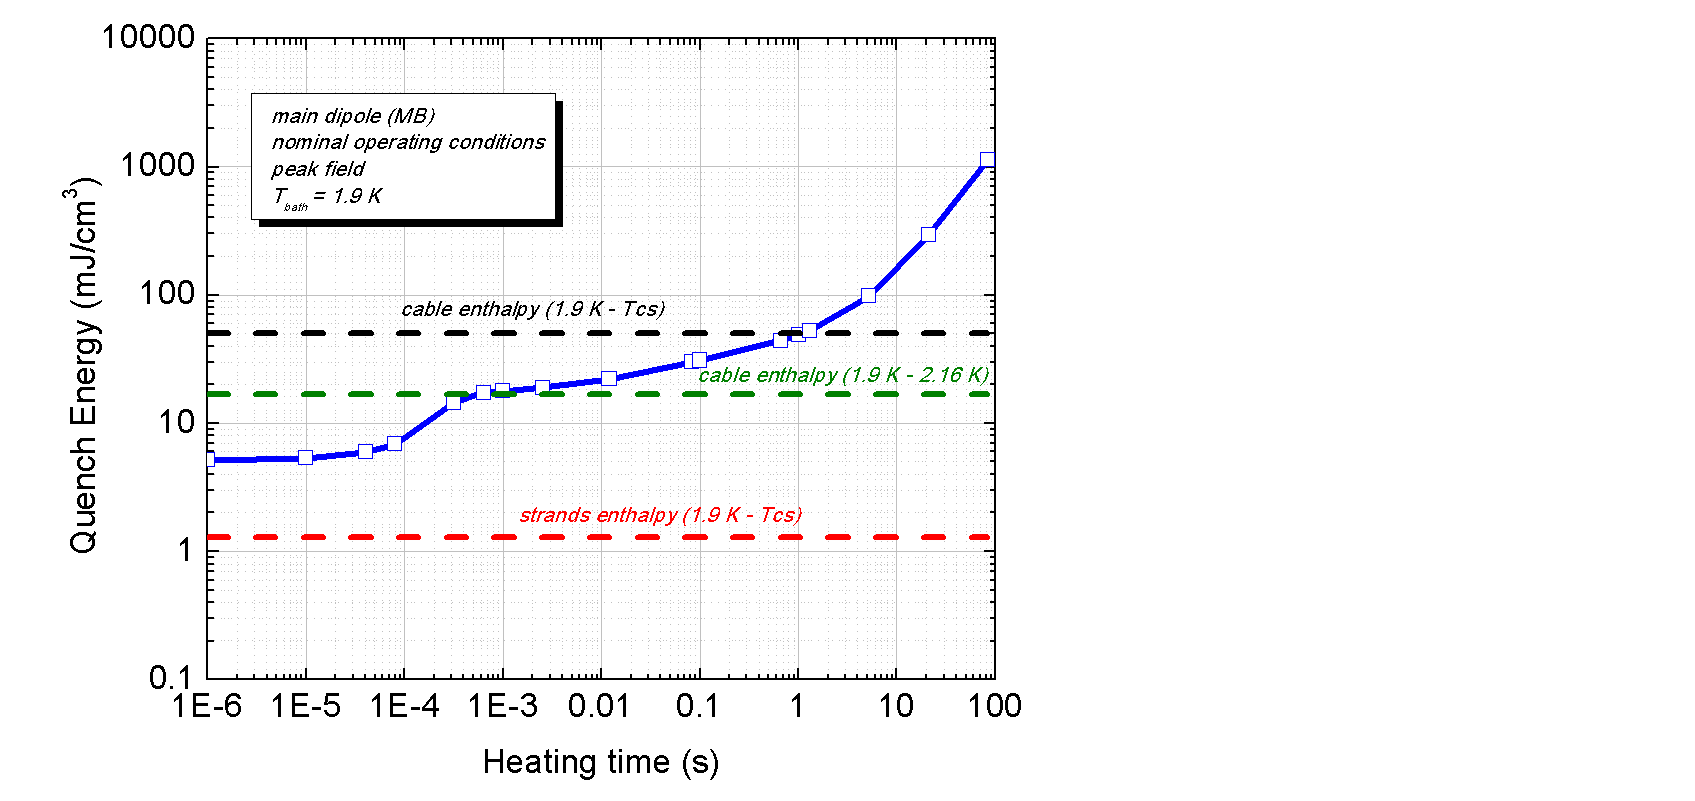 10000
1000
100
10
1
0.1
Quench Energy (mJ/cm³)
main dipole (MB)
nominal operating conditions
peak field
T_bath = 1.9 K
cable enthalpy (1.9 K - Tcs)
cable enthalpy (1.9 K - 2.16 K)
strands enthalpy (1.9 K - Tcs)
1E-6 1E-5 1E-4 1E-3 0.01 0.1 1 10 100
Heating time (s)